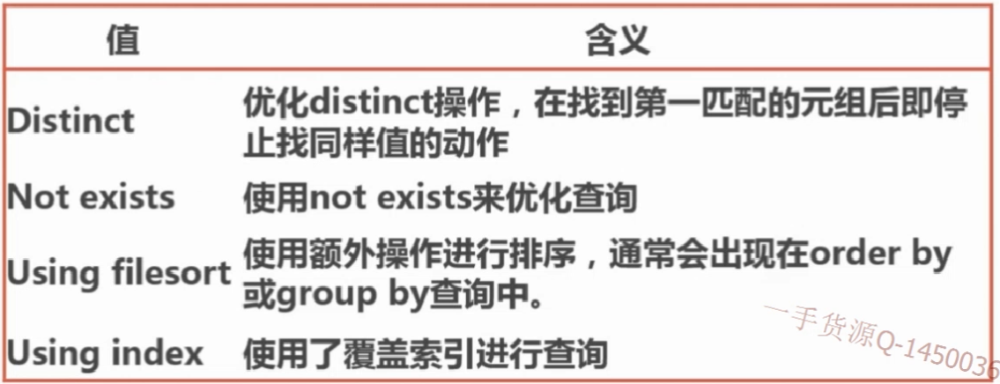 值 含义
Distinct 优化distinct操作，在找到第一匹配的元组后即停
止找同样值的动作
Not exists 使用not exists来优化查询
Using filesort 使用额外操作进行排序，通常会出现在order by
或group by查询中。
Using index 使用了覆盖索引进行查询
一手货源Q-1450036